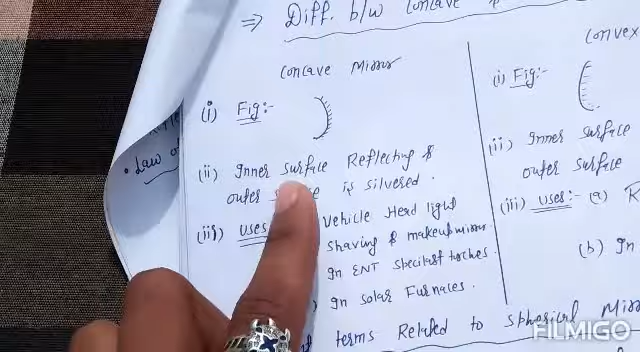 ⇒ Diff. b/w concave &
concave Mirror
(i) Fig:-
(ii) Inner surface Reflecting &
outer is silvered.
(iii) uses Vehicle Head light
shaving & makeup mirror
In ENT specilast torches.
In solar Furnaces.
terms Related to spherical
convex
(i) Fig:-
(ii) Inner surface
outer surface
(iii) uses:- (a) R
(b) In
• Law o
FILMIGO